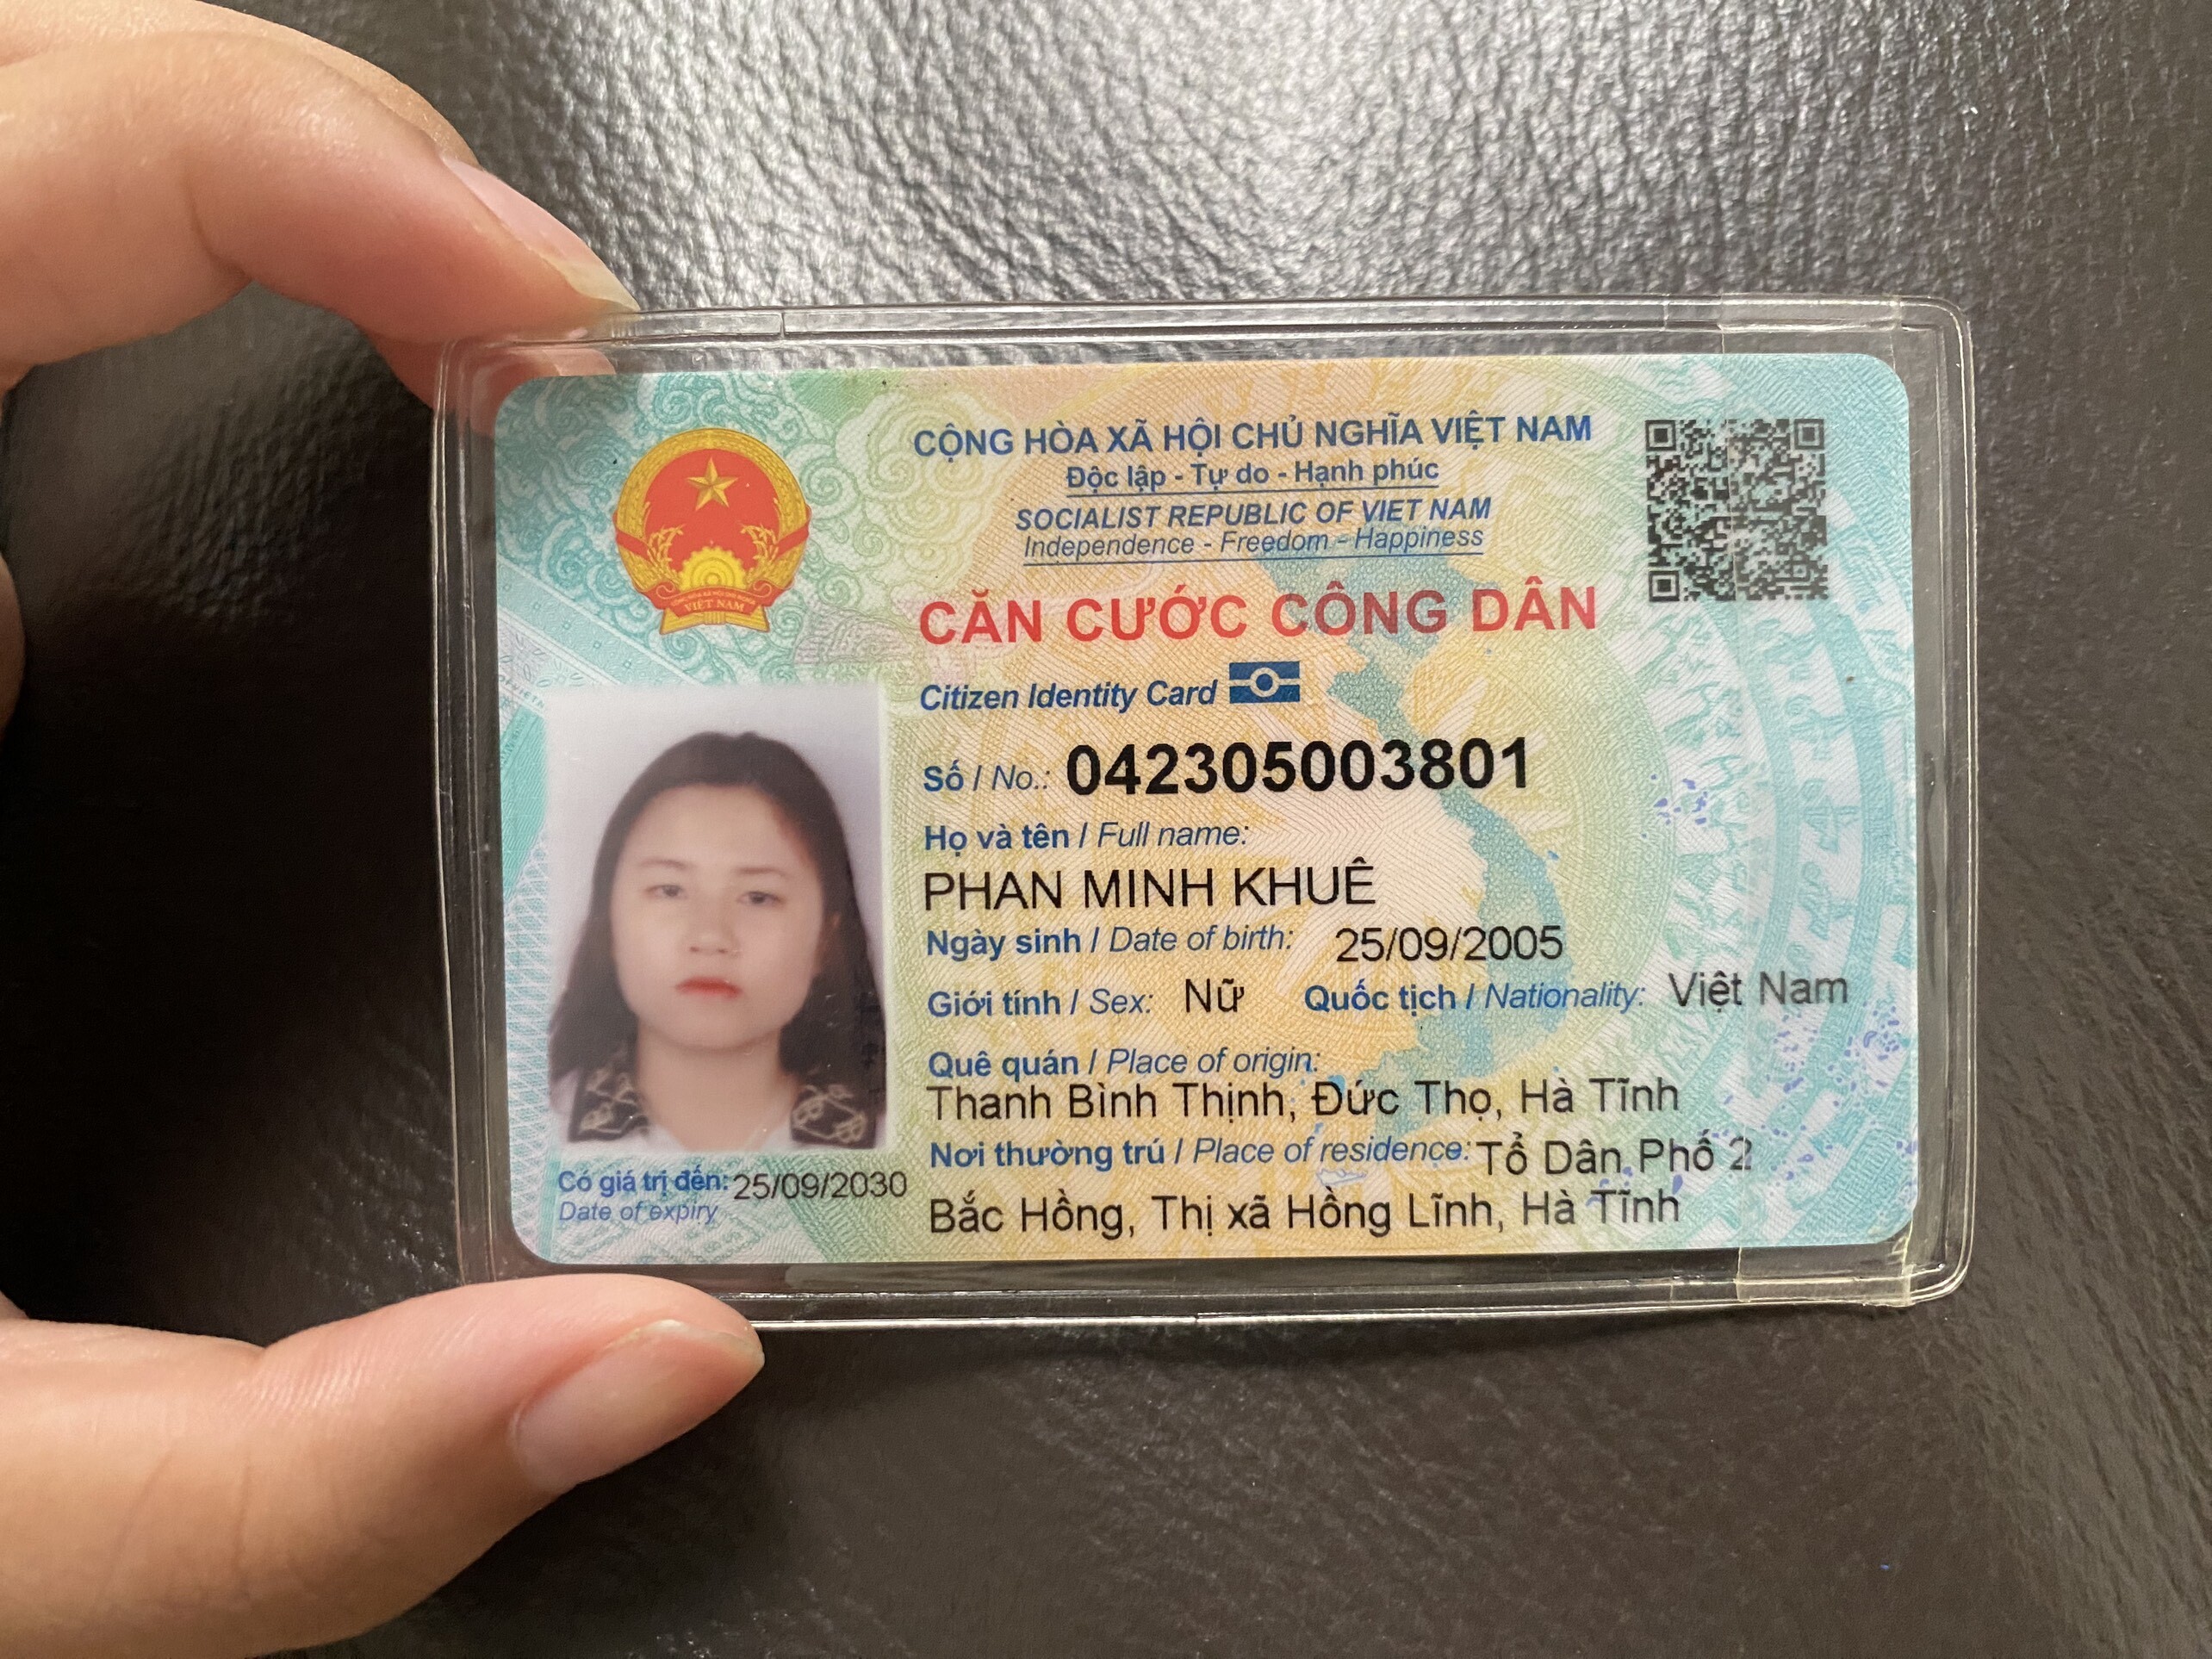 CỘNG HÒA XÃ HỘI CHỦ NGHĨA VIỆT NAM
Độc lập - Tự do - Hạnh phúc
SOCIALIST REPUBLIC OF VIET NAM
Independence - Freedom - Happiness
VIỆT NAM
CĂN CƯỚC CÔNG DÂN
Citizen Identity Card
Số / No.: 042305003801
Họ và tên / Full name:
PHAN MINH KHUÊ
Ngày sinh / Date of birth: 25/09/2005
Giới tính / Sex: Nữ Quốc tịch / Nationality: Việt Nam
Quê quán / Place of origin:
Thanh Bình Thịnh, Đức Thọ, Hà Tĩnh
Nơi thường trú / Place of residence: Tổ Dân Phố 2
Bắc Hồng, Thị xã Hồng Lĩnh, Hà Tĩnh
Có giá trị đến: 25/09/2030
Date of expiry